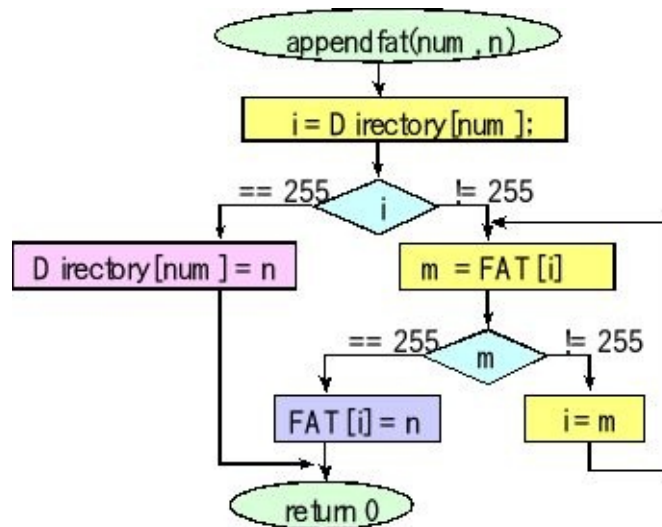 appendfat(num, n)
i = Directory[num];
== 255
!= 255
i
Directory[num] = n
m = FAT[i]
== 255
!= 255
m
FAT[i] = n
i = m
return 0